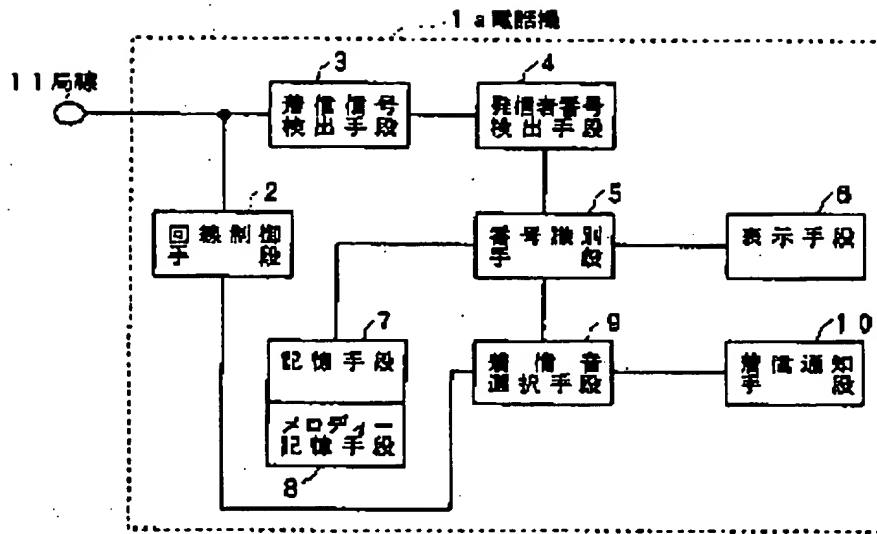 1a電話機
11局線
3
着信信号
検出手段
4
発信者番号
検出手段
2
回線制御
手段
5
番号識別
手段
6
表示手段
7
記憶手段
メロディー
記憶手段
8
9
着信音
選択手段
10
着信通知
手段